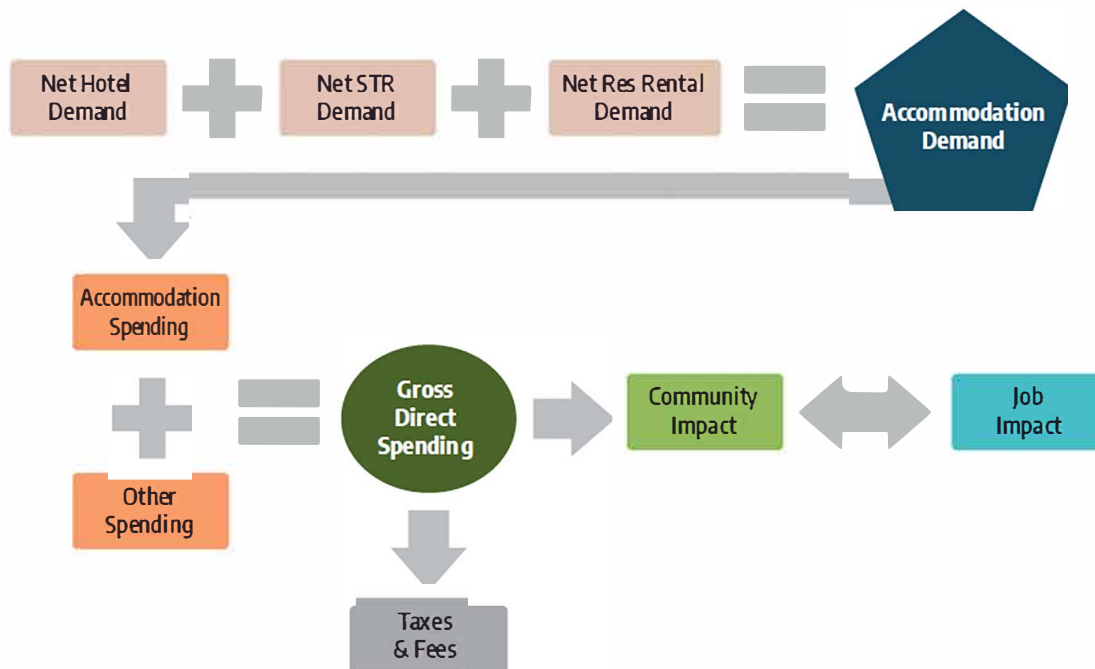 Net Hotel
Demand
Net STR
Demand
Net Res Rental
Demand
Accommodation
Demand
Accommodation
Spending
Gross
Direct
Spending
Community
Impact
Job
Impact
Other
Spending
Taxes
& Fees